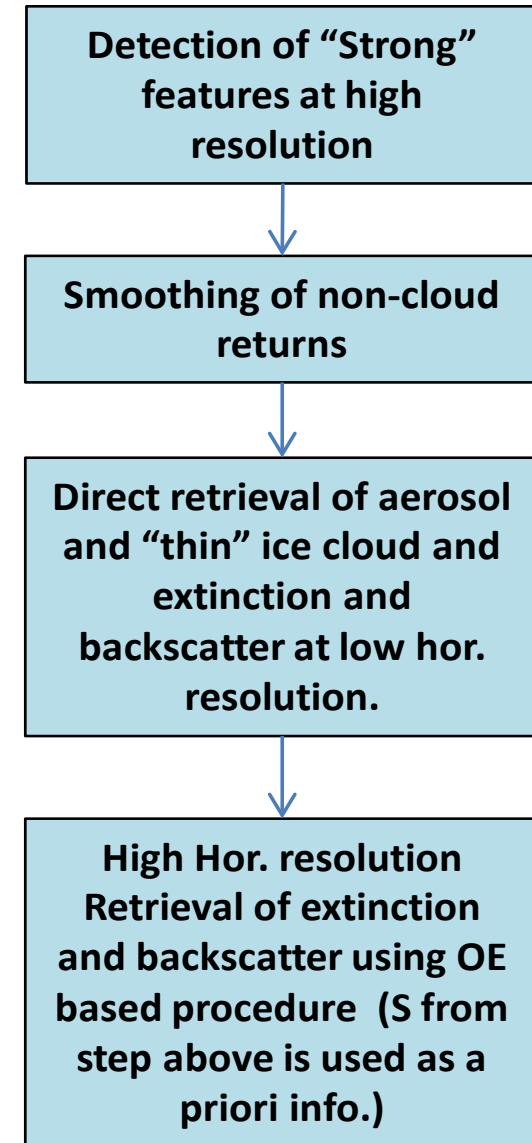 Detection of “Strong”
features at high
resolution
Smoothing of non-cloud
returns
Direct retrieval of aerosol
and “thin” ice cloud and
extinction and
backscatter at low hor.
resolution.
High Hor. resolution
Retrieval of extinction
and backscatter using OE
based procedure  (S from
step above is used as a
priori info.)